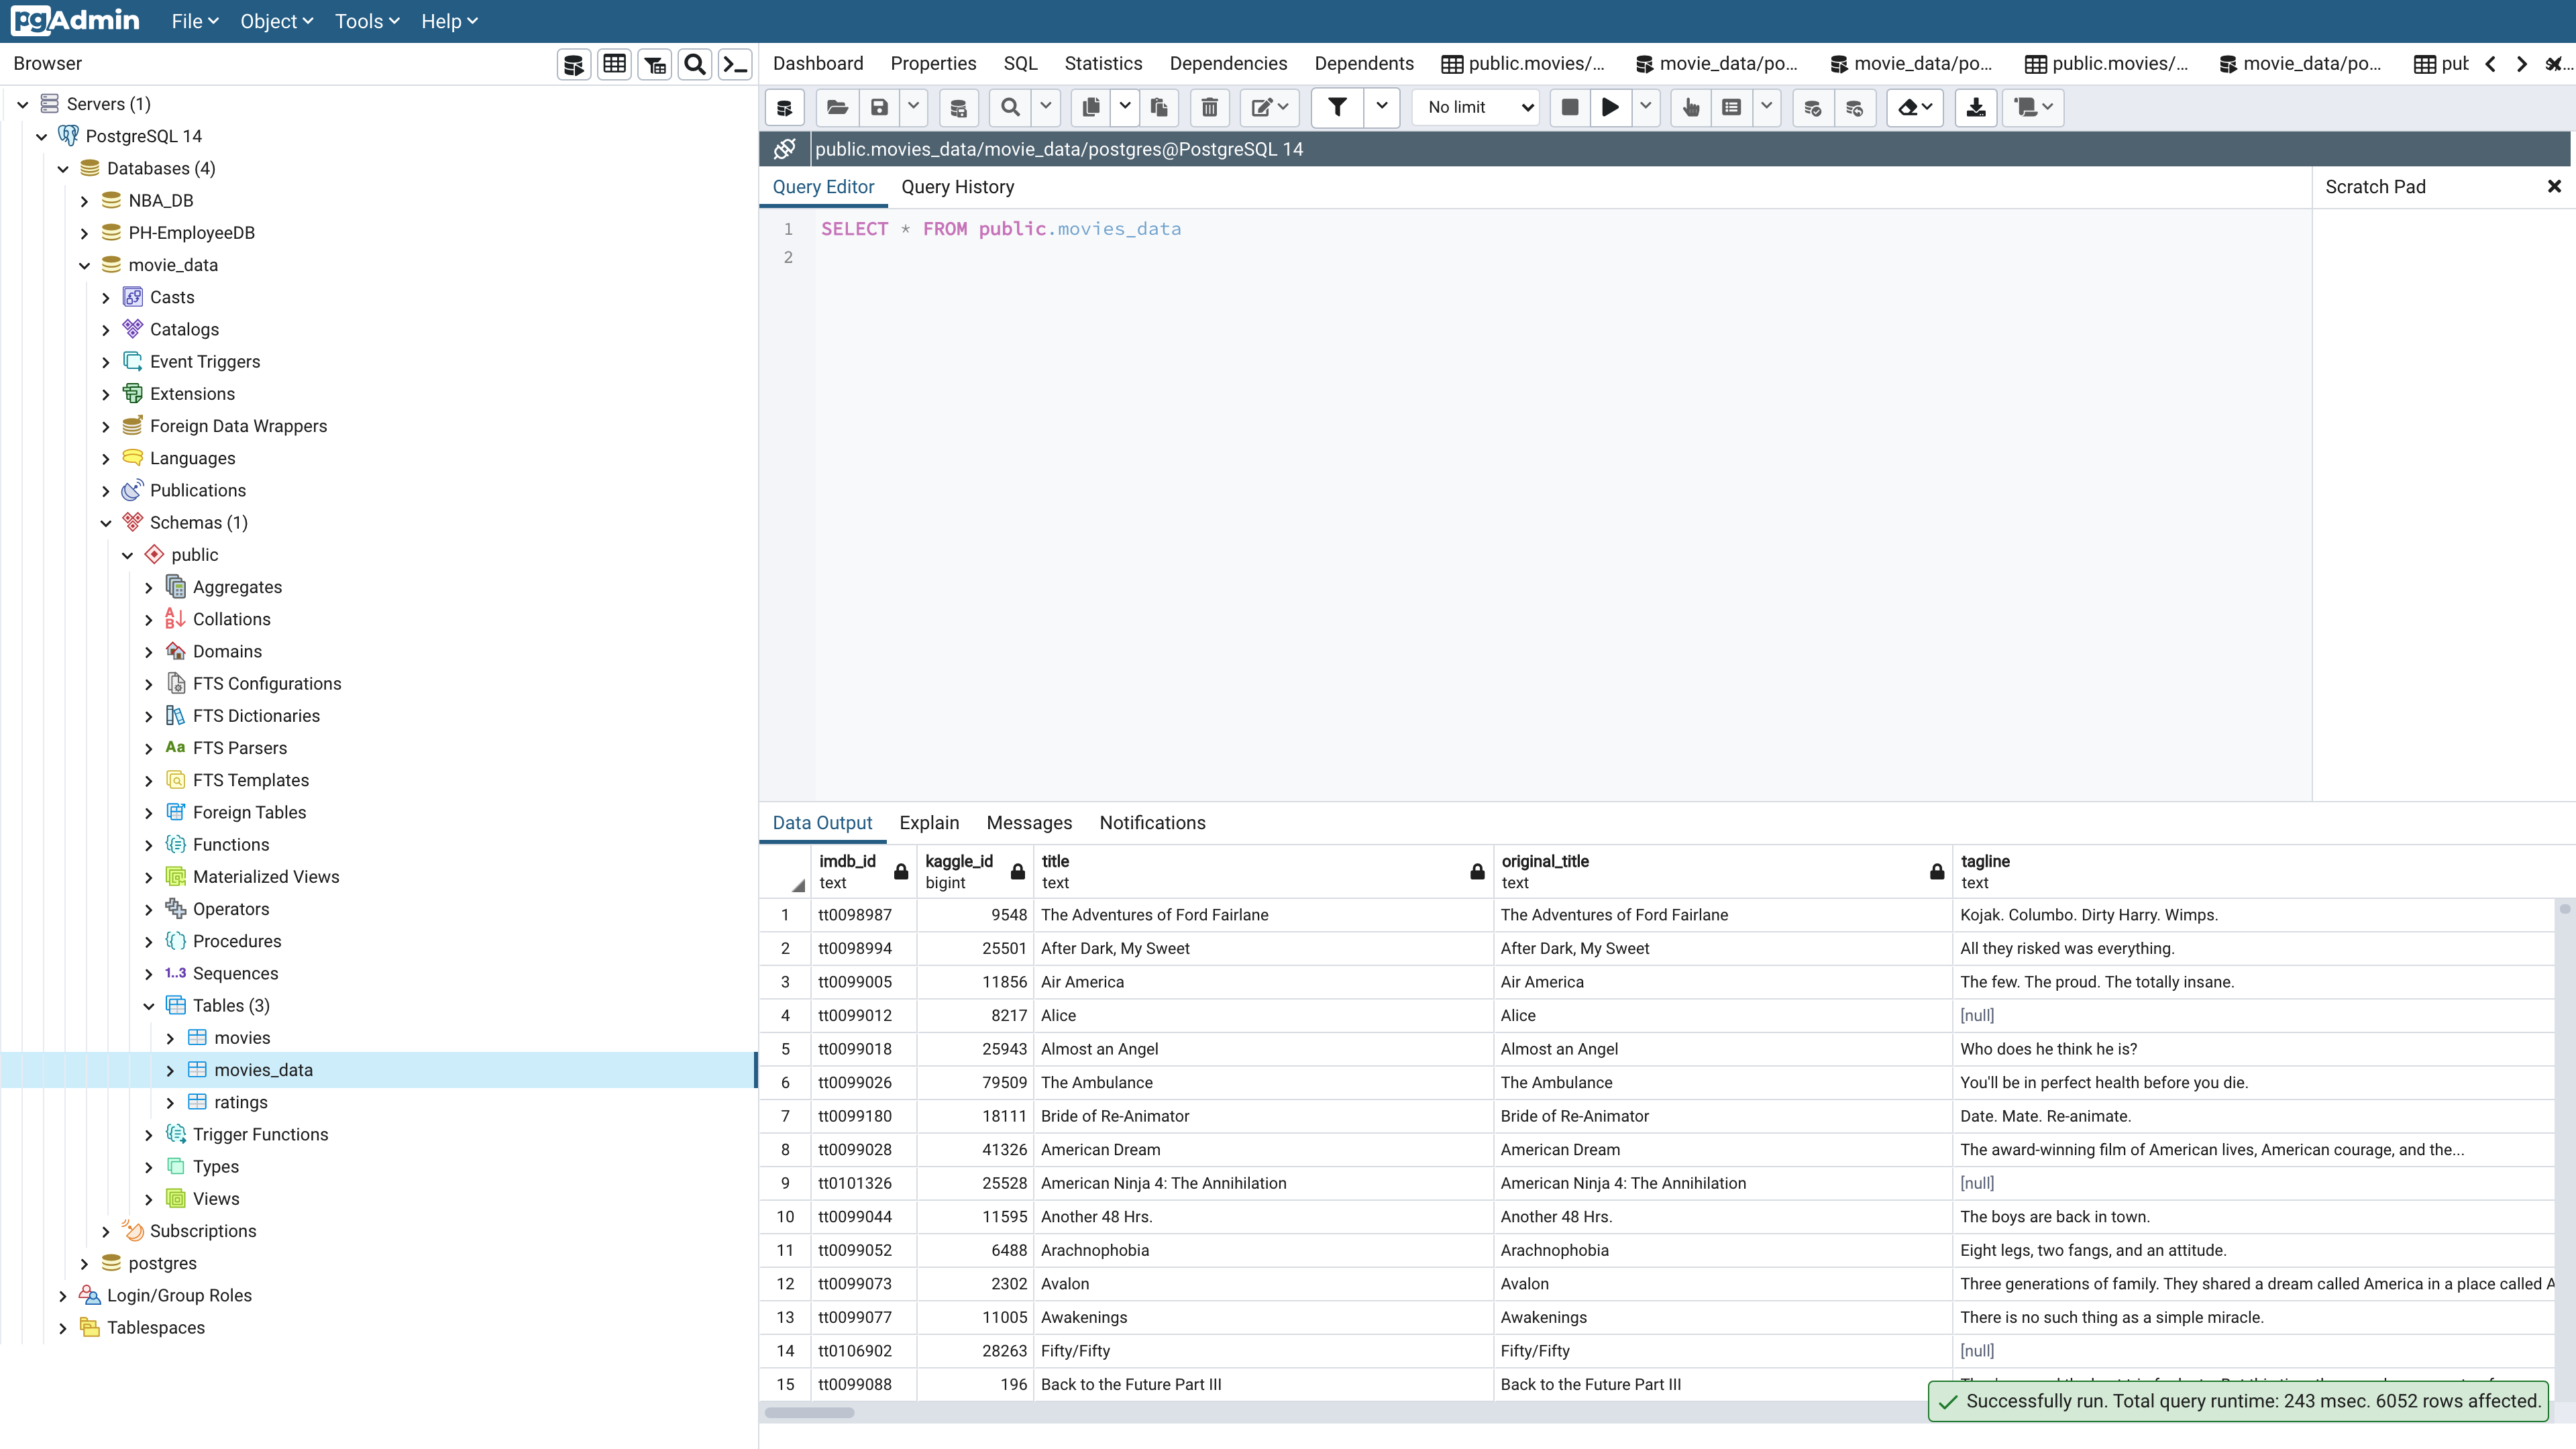 pgAdmin File Object Tools Help
Browser
Dashboard Properties SQL Statistics Dependencies Dependents public.movies/... movie_data/po... movie_data/po... public.movies/... movie_data/po... pub
Servers (1)
PostgreSQL 14
Databases (4)
NBA_DB
PH-EmployeeDB
movie_data
Casts
Catalogs
Event Triggers
Extensions
Foreign Data Wrappers
Languages
Publications
Schemas (1)
public
Aggregates
Collations
Domains
FTS Configurations
FTS Dictionaries
Aa FTS Parsers
FTS Templates
Foreign Tables
Functions
Materialized Views
Operators
Procedures
1..3 Sequences
Tables (3)
movies
movies_data
ratings
Trigger Functions
Types
Views
Subscriptions
postgres
Login/Group Roles
Tablespaces
No limit
public.movies_data/movie_data/postgres@PostgreSQL 14
Query Editor Query History
Scratch Pad
1 SELECT * FROM public.movies_data
2
Data Output Explain Messages Notifications
imdb_id kaggle_id title original_title tagline
text bigint text text text
1 tt0098987 9548 The Adventures of Ford Fairlane The Adventures of Ford Fairlane Kojak. Columbo. Dirty Harry. Wimps.
2 tt0098994 25501 After Dark, My Sweet After Dark, My Sweet All they risked was everything.
3 tt0099005 11856 Air America Air America The few. The proud. The totally insane.
4 tt0099012 8217 Alice Alice [null]
5 tt0099018 25943 Almost an Angel Almost an Angel Who does he think he is?
6 tt0099026 79509 The Ambulance The Ambulance You'll be in perfect health before you die.
7 tt0099180 18111 Bride of Re-Animator Bride of Re-Animator Date. Mate. Re-animate.
8 tt0099028 41326 American Dream American Dream The award-winning film of American lives, American courage, and the...
9 tt0101326 25528 American Ninja 4: The Annihilation American Ninja 4: The Annihilation [null]
10 tt0099044 11595 Another 48 Hrs. Another 48 Hrs. The boys are back in town.
11 tt0099052 6488 Arachnophobia Arachnophobia Eight legs, two fangs, and an attitude.
12 tt0099073 2302 Avalon Avalon Three generations of family. They shared a dream called America in a place called A
13 tt0099077 11005 Awakenings Awakenings There is no such thing as a simple miracle.
14 tt0106902 28263 Fifty/Fifty Fifty/Fifty [null]
15 tt0099088 196 Back to the Future Part III Back to the Future Part III
Successfully run. Total query runtime: 243 msec. 6052 rows affected.